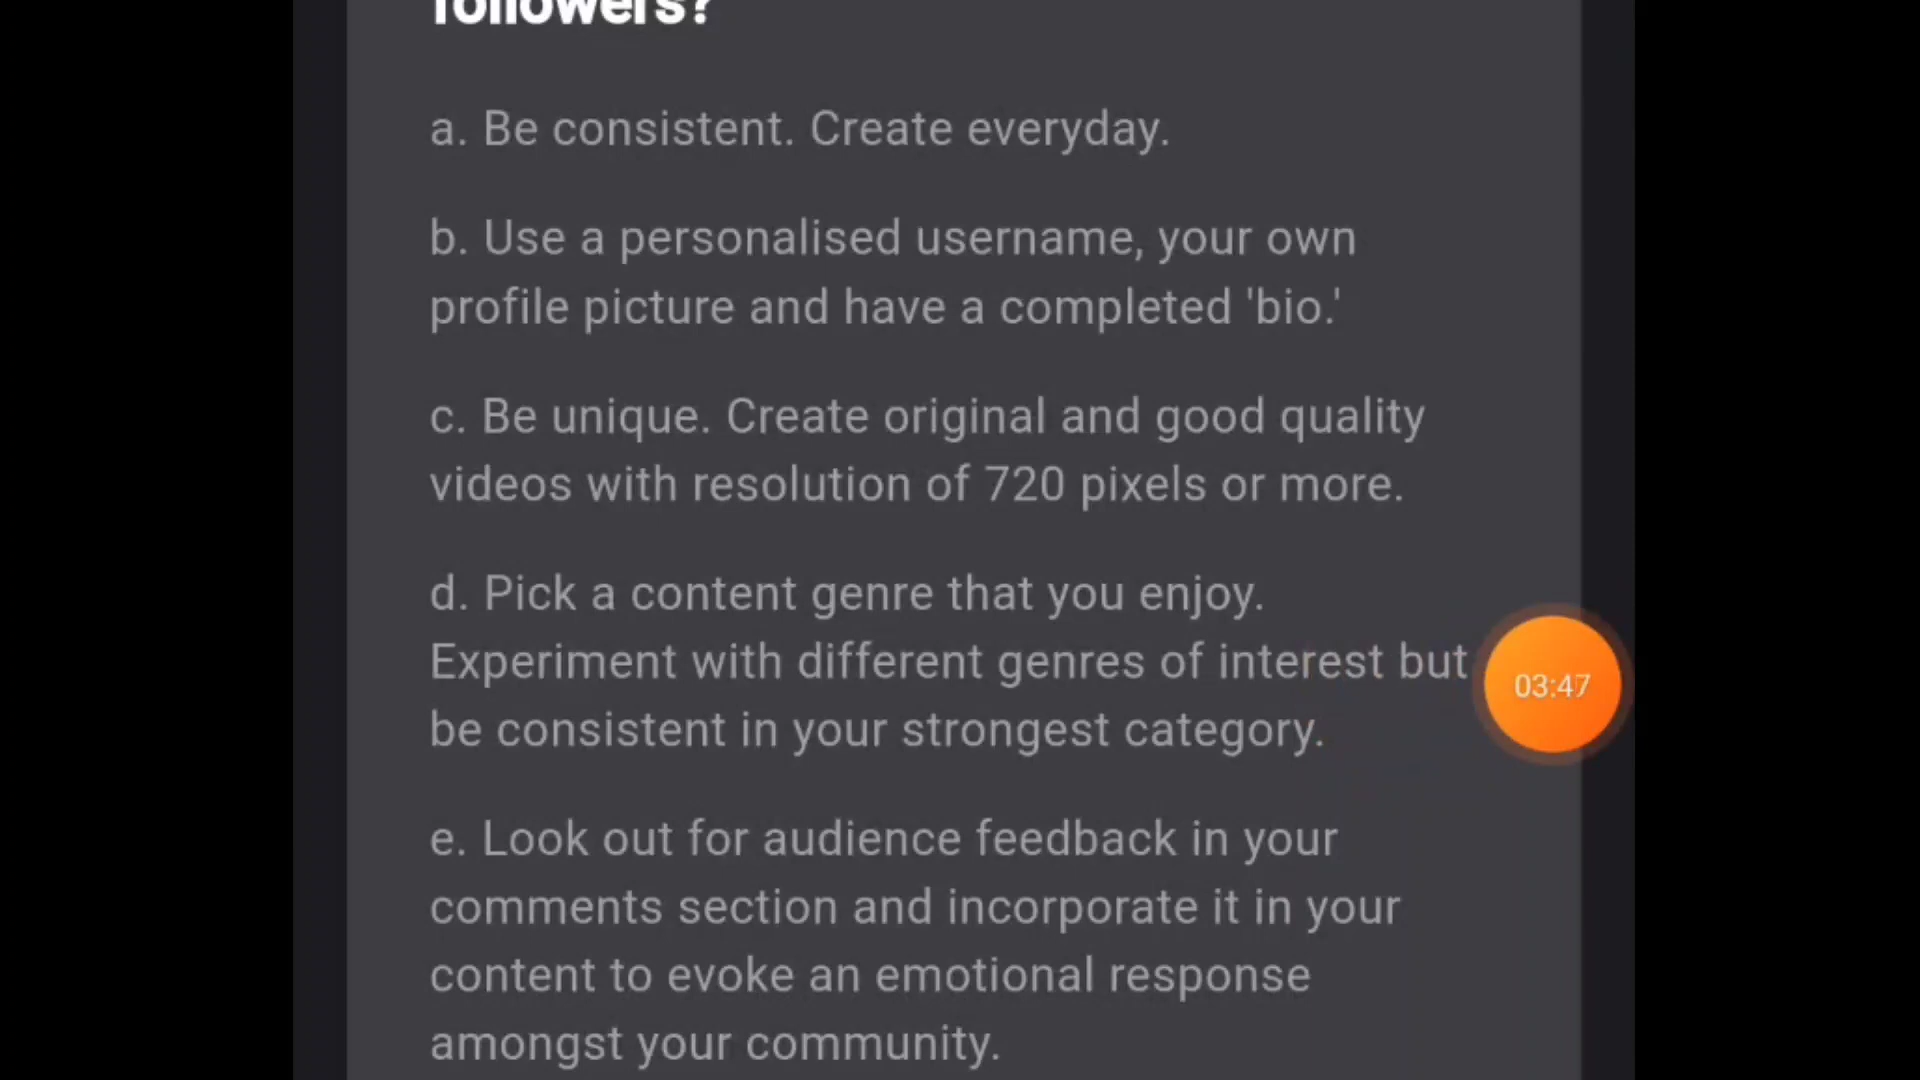 followers?
a. Be consistent. Create everyday.
b. Use a personalised username, your own
profile picture and have a completed 'bio.'
c. Be unique. Create original and good quality
videos with resolution of 720 pixels or more.
d. Pick a content genre that you enjoy.
Experiment with different genres of interest but
be consistent in your strongest category.
03:47
e. Look out for audience feedback in your
comments section and incorporate it in your
content to evoke an emotional response
amongst your community.